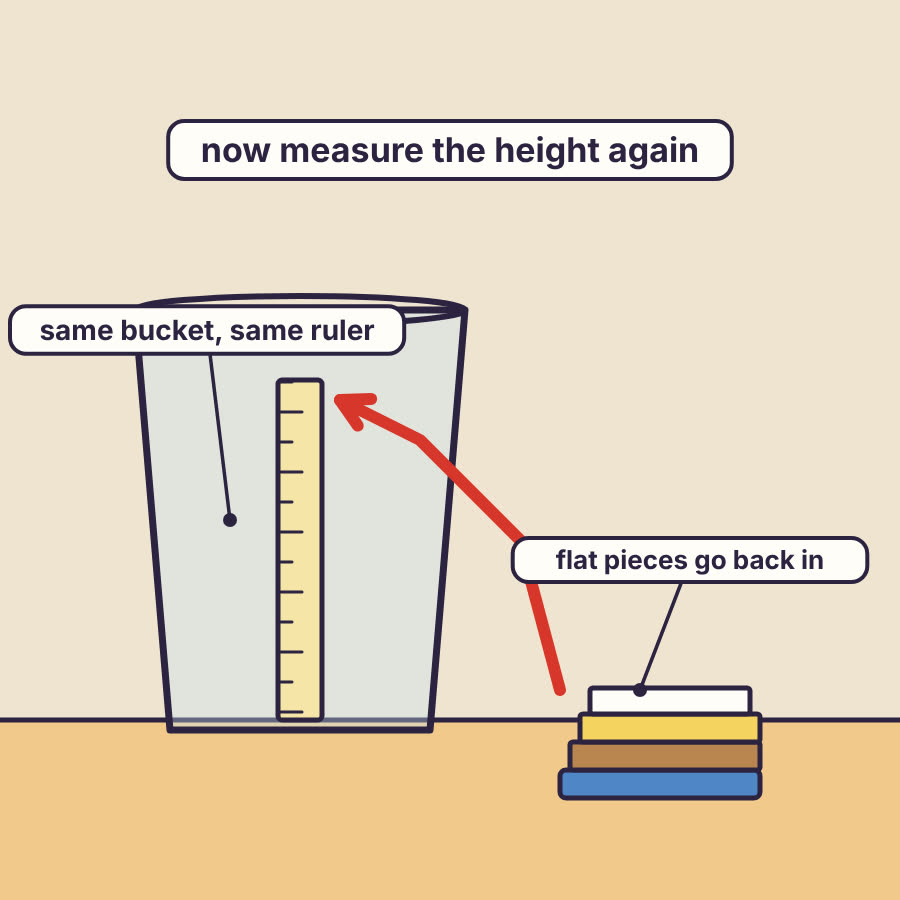 now measure the height again
same bucket, same ruler
flat pieces go back in